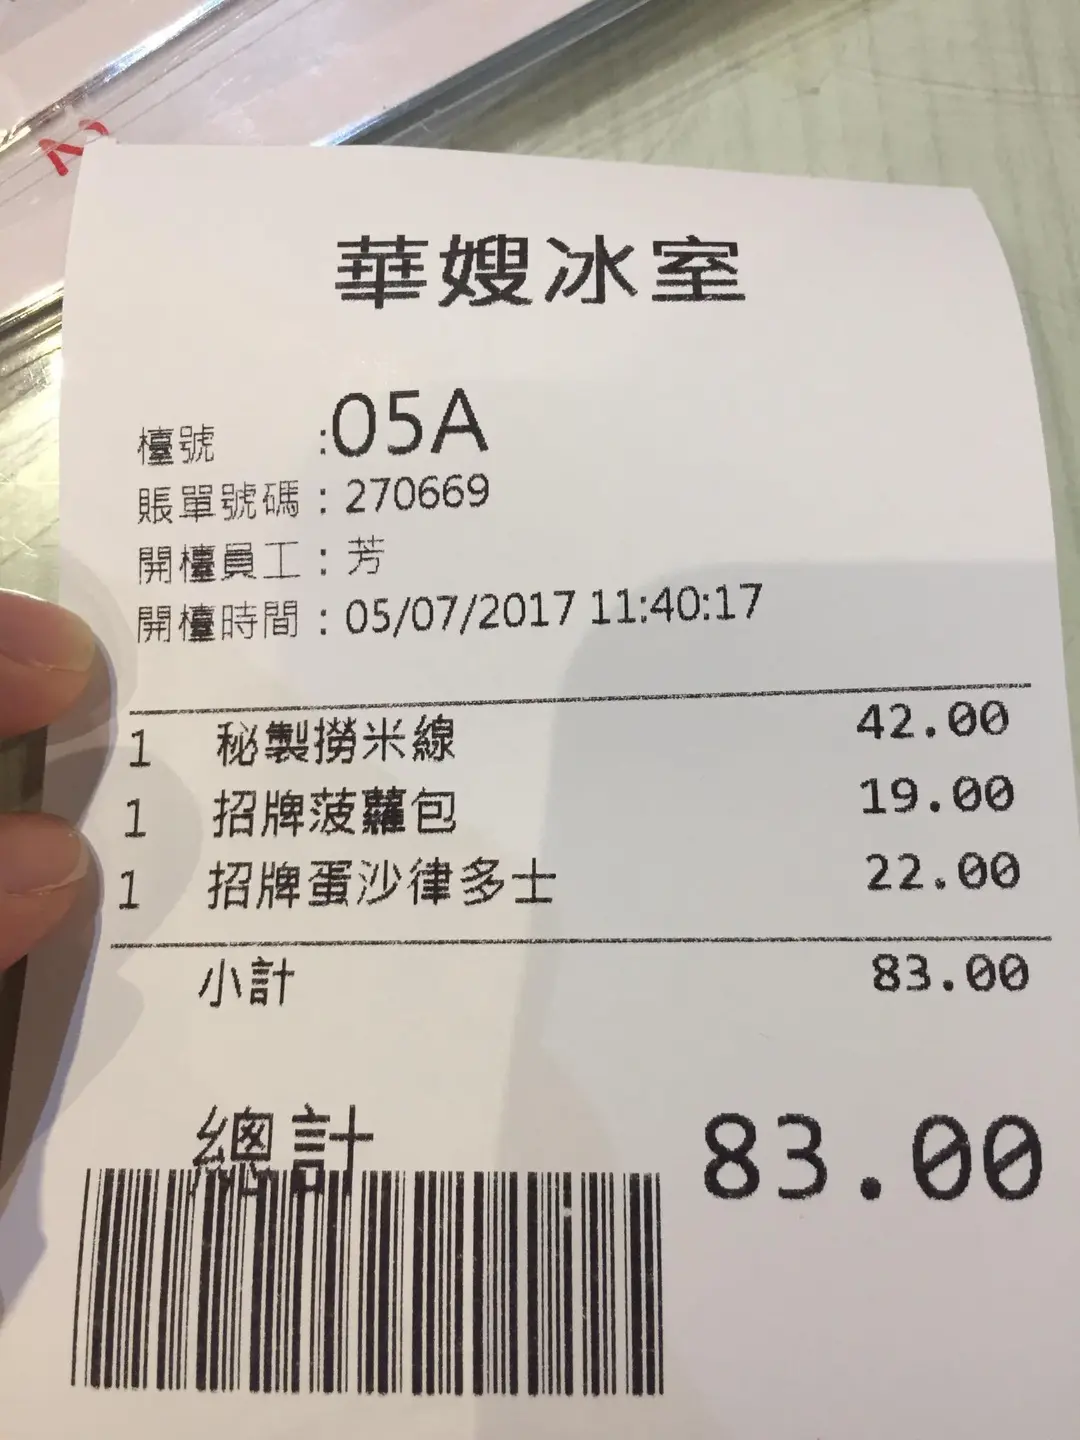 華嫂冰室
檯號 :05A
賬單號碼 : 270669
開檯員工 : 芳
開檯時間 : 05/07/2017 11:40:17
1 秘製撈米線 42.00
1 招牌菠蘿包 19.00
1 招牌蛋沙律多士 22.00
小計 83.00
總計 83.00